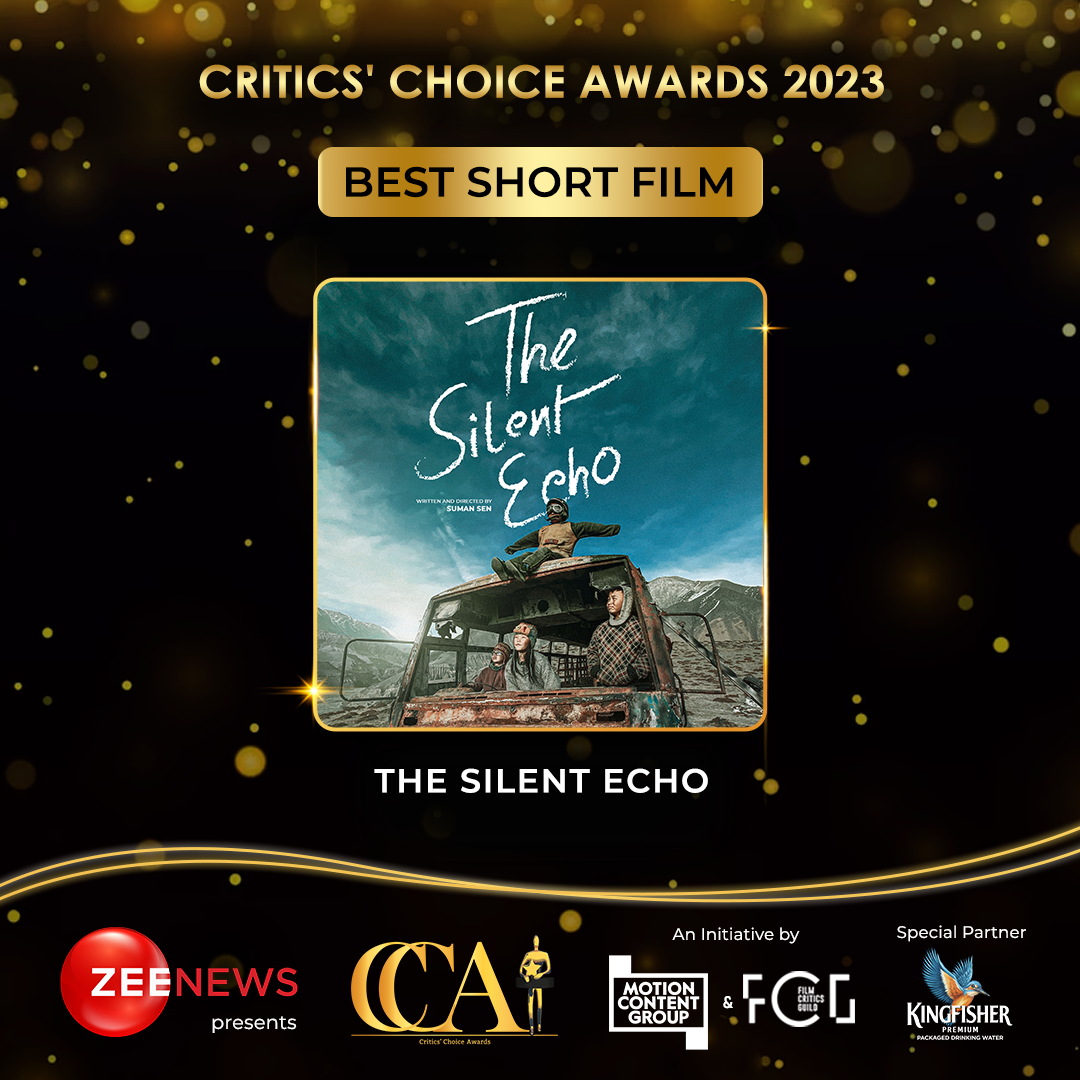 CRITICS' CHOICE AWARDS 2023
BEST SHORT FILM
The
Silent
Echo
WRITTEN AND DIRECTED BY
SUMAN SEN
THE SILENT ECHO
ZEENEWS
presents
CCA
Critics' Choice Awards
An Initiative by
MOTION
CONTENT
GROUP
&
FCG
FILM
CRITICS
GUILD
Special Partner
KINGFISHER
PREMIUM
PACKAGED DRINKING WATER